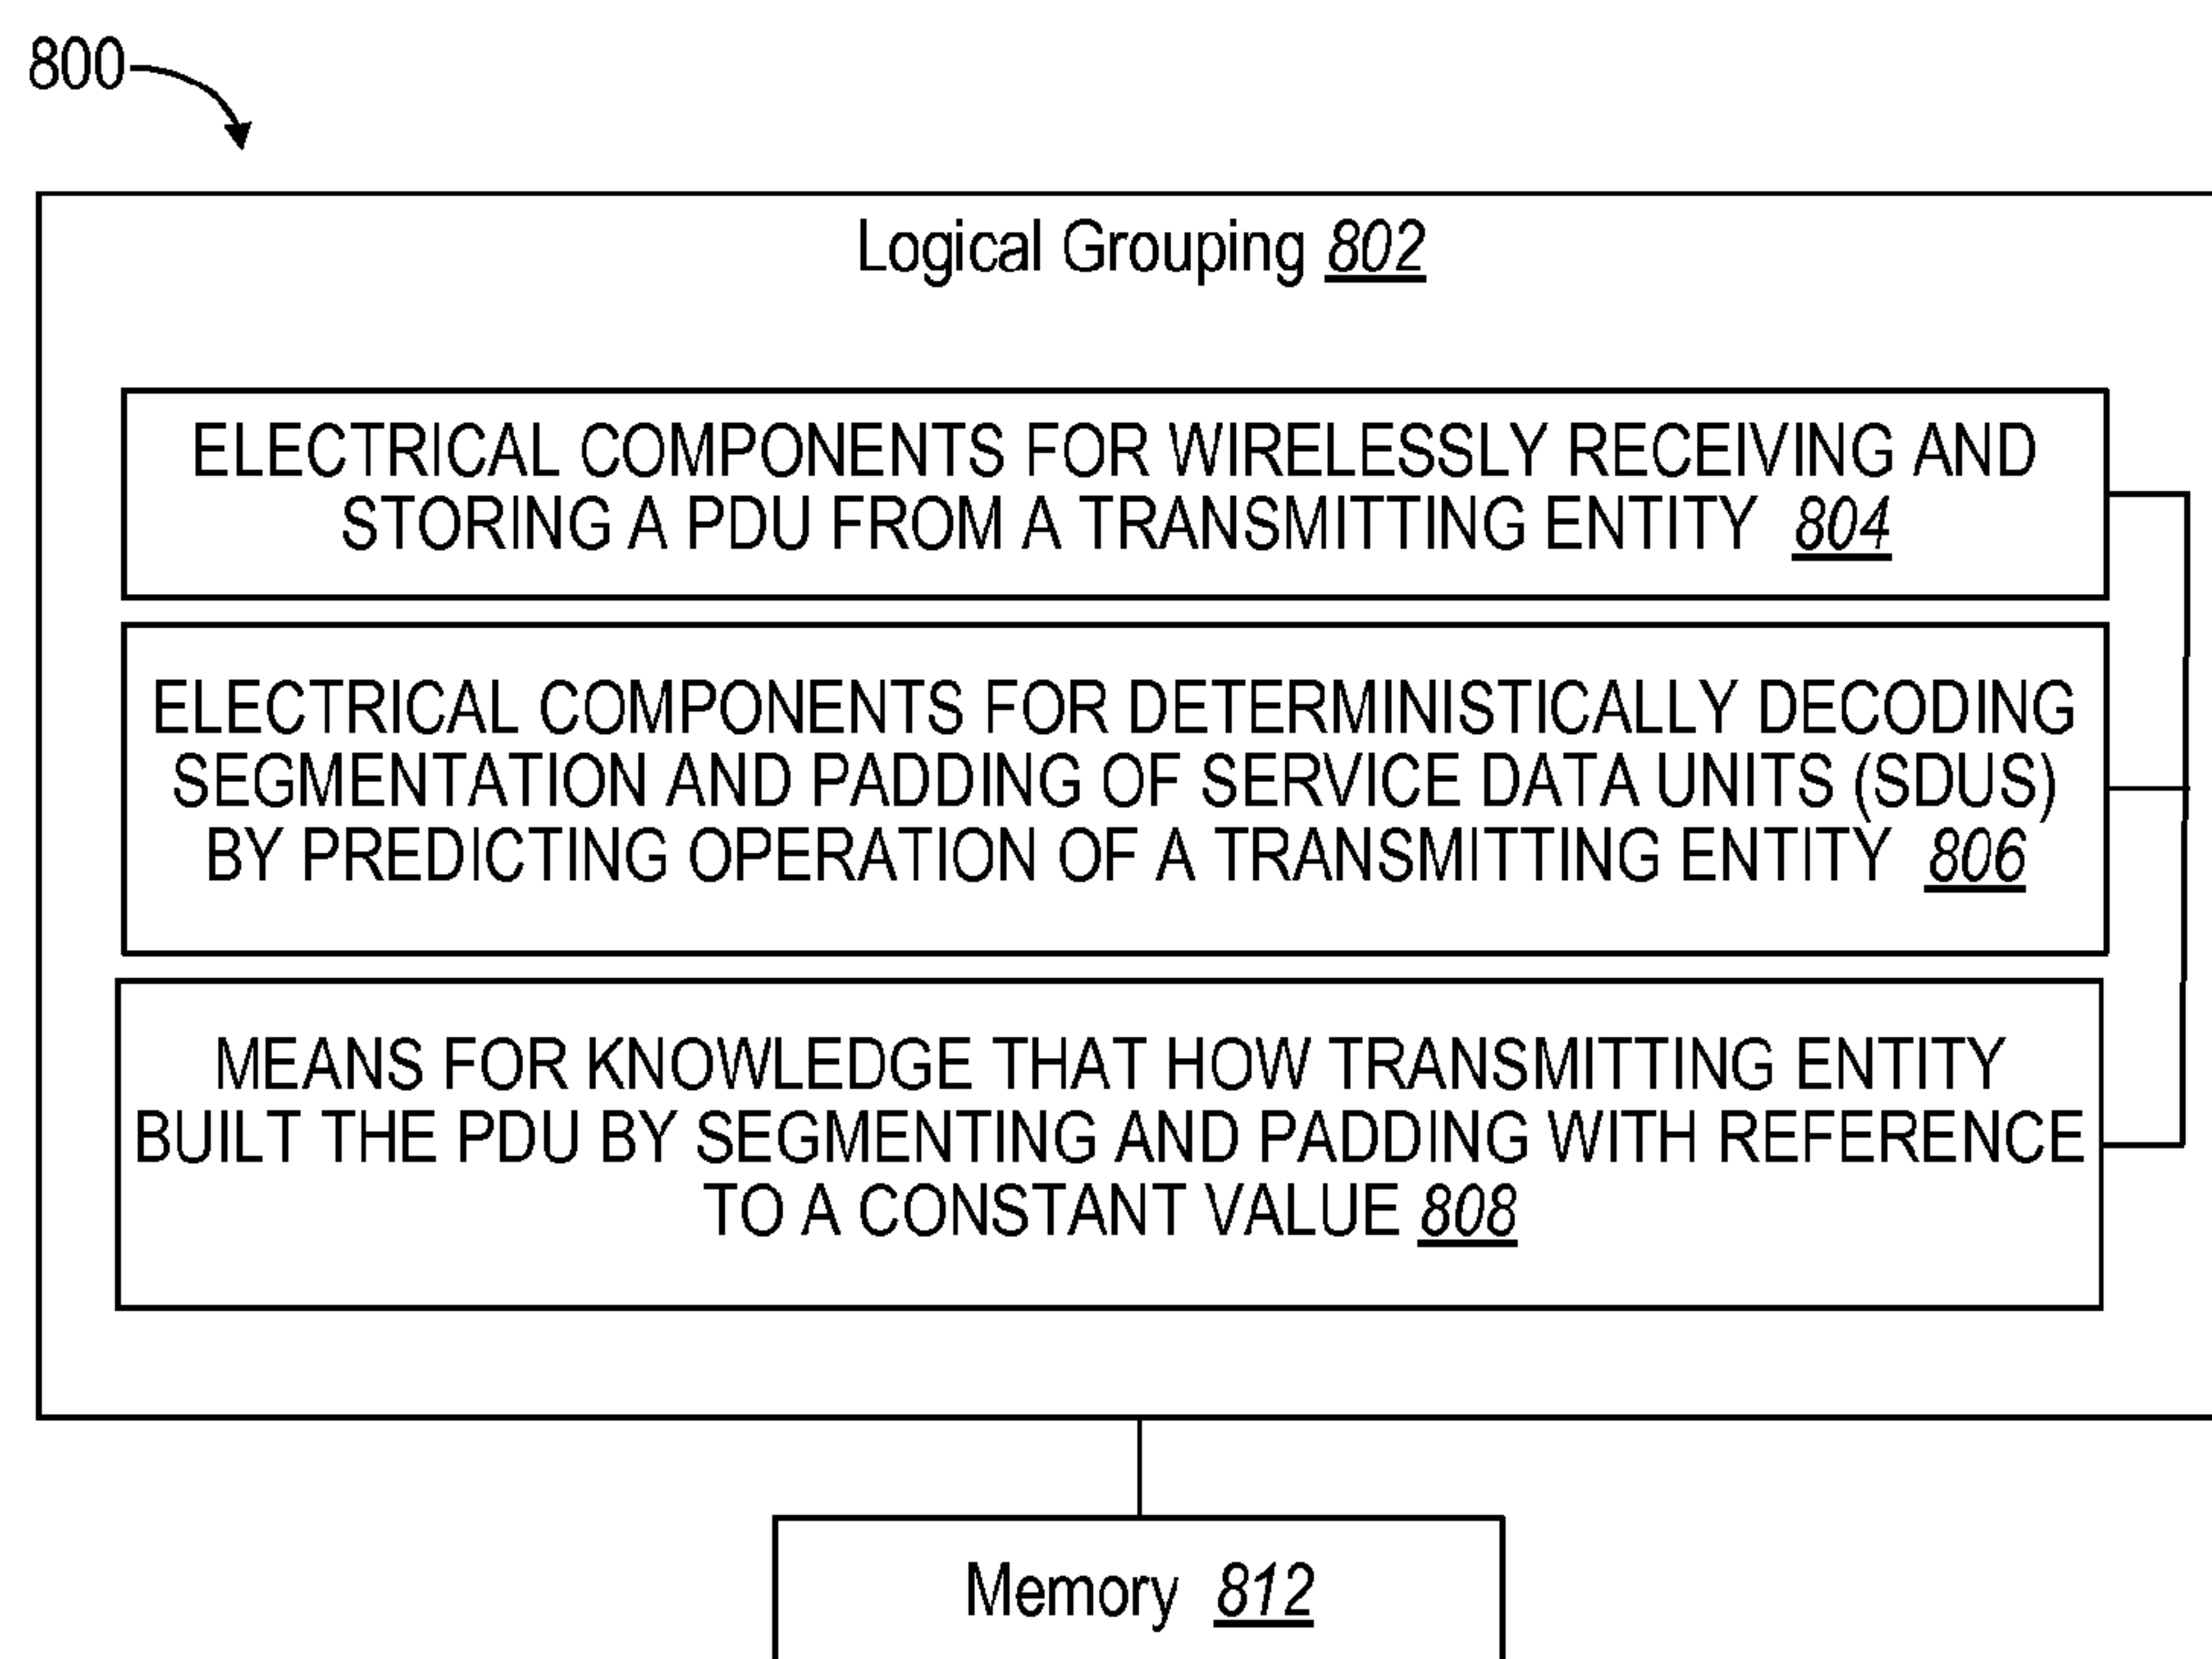 800
Logical Grouping 802
ELECTRICAL COMPONENTS FOR WIRELESSLY RECEIVING AND
STORING A PDU FROM A TRANSMITTING ENTITY 804
ELECTRICAL COMPONENTS FOR DETERMINISTICALLY DECODING
SEGMENTATION AND PADDING OF SERVICE DATA UNITS (SDUS)
BY PREDICTING OPERATION OF A TRANSMITTING ENTITY 806
MEANS FOR KNOWLEDGE THAT HOW TRANSMITTING ENTITY
BUILT THE PDU BY SEGMENTING AND PADDING WITH REFERENCE
TO A CONSTANT VALUE 808
Memory 812